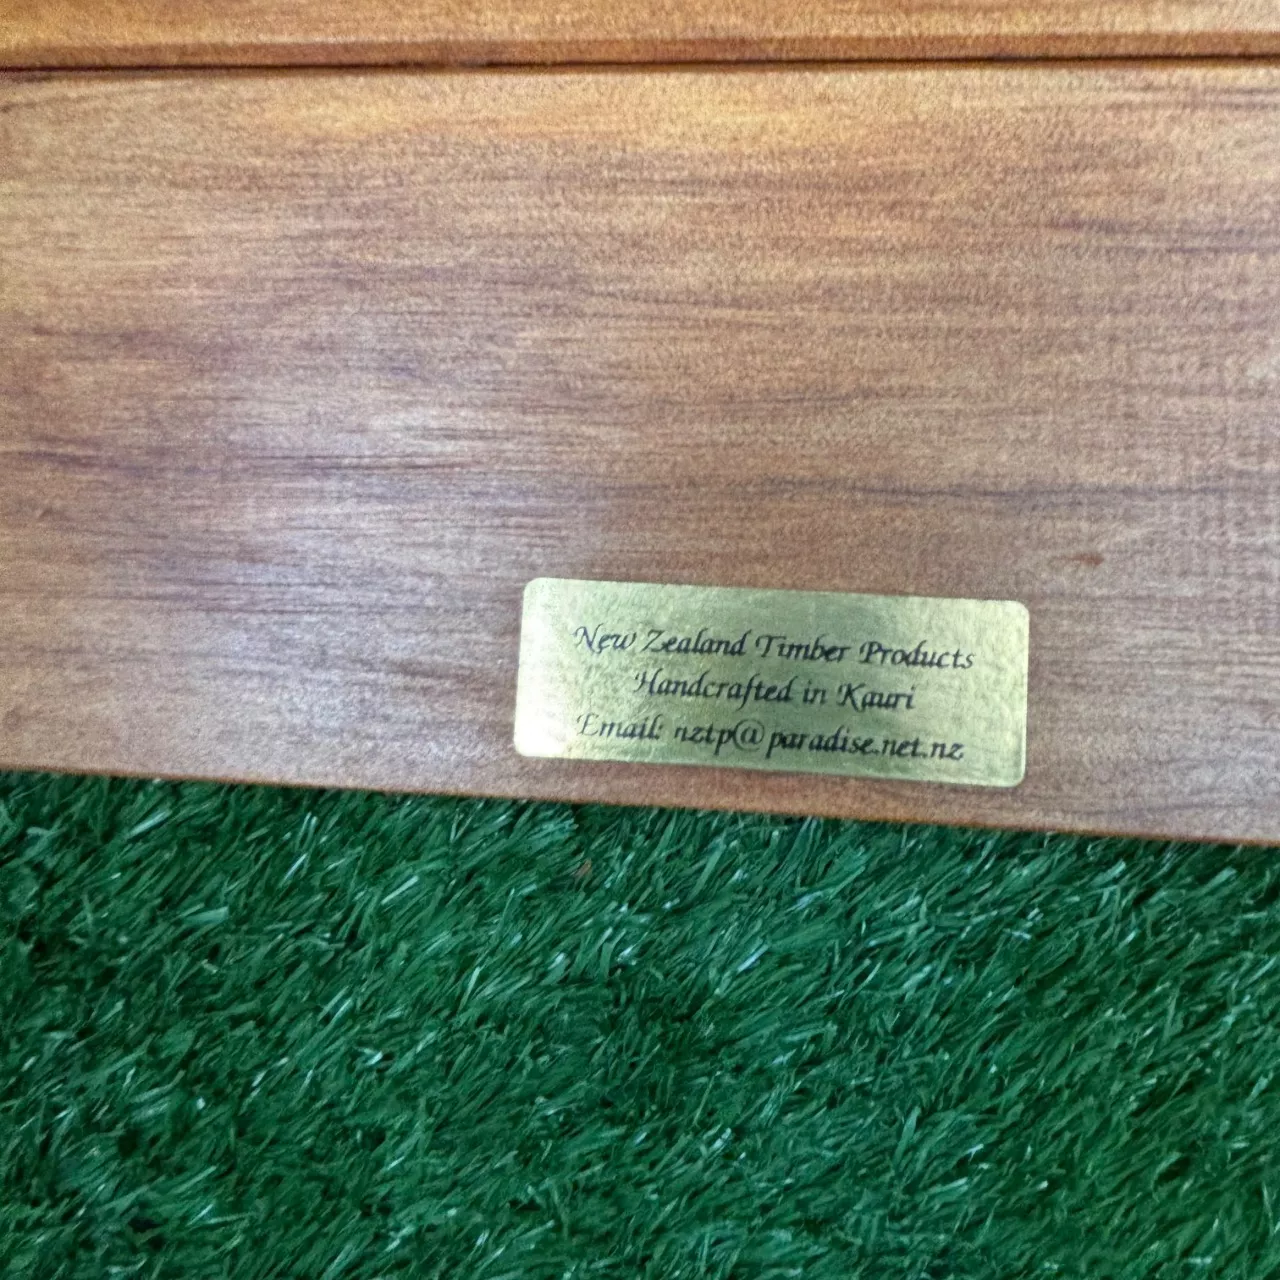 New Zealand Timber Products
Handcrafted in Kauri
Email: nztp@paradise.net.nz